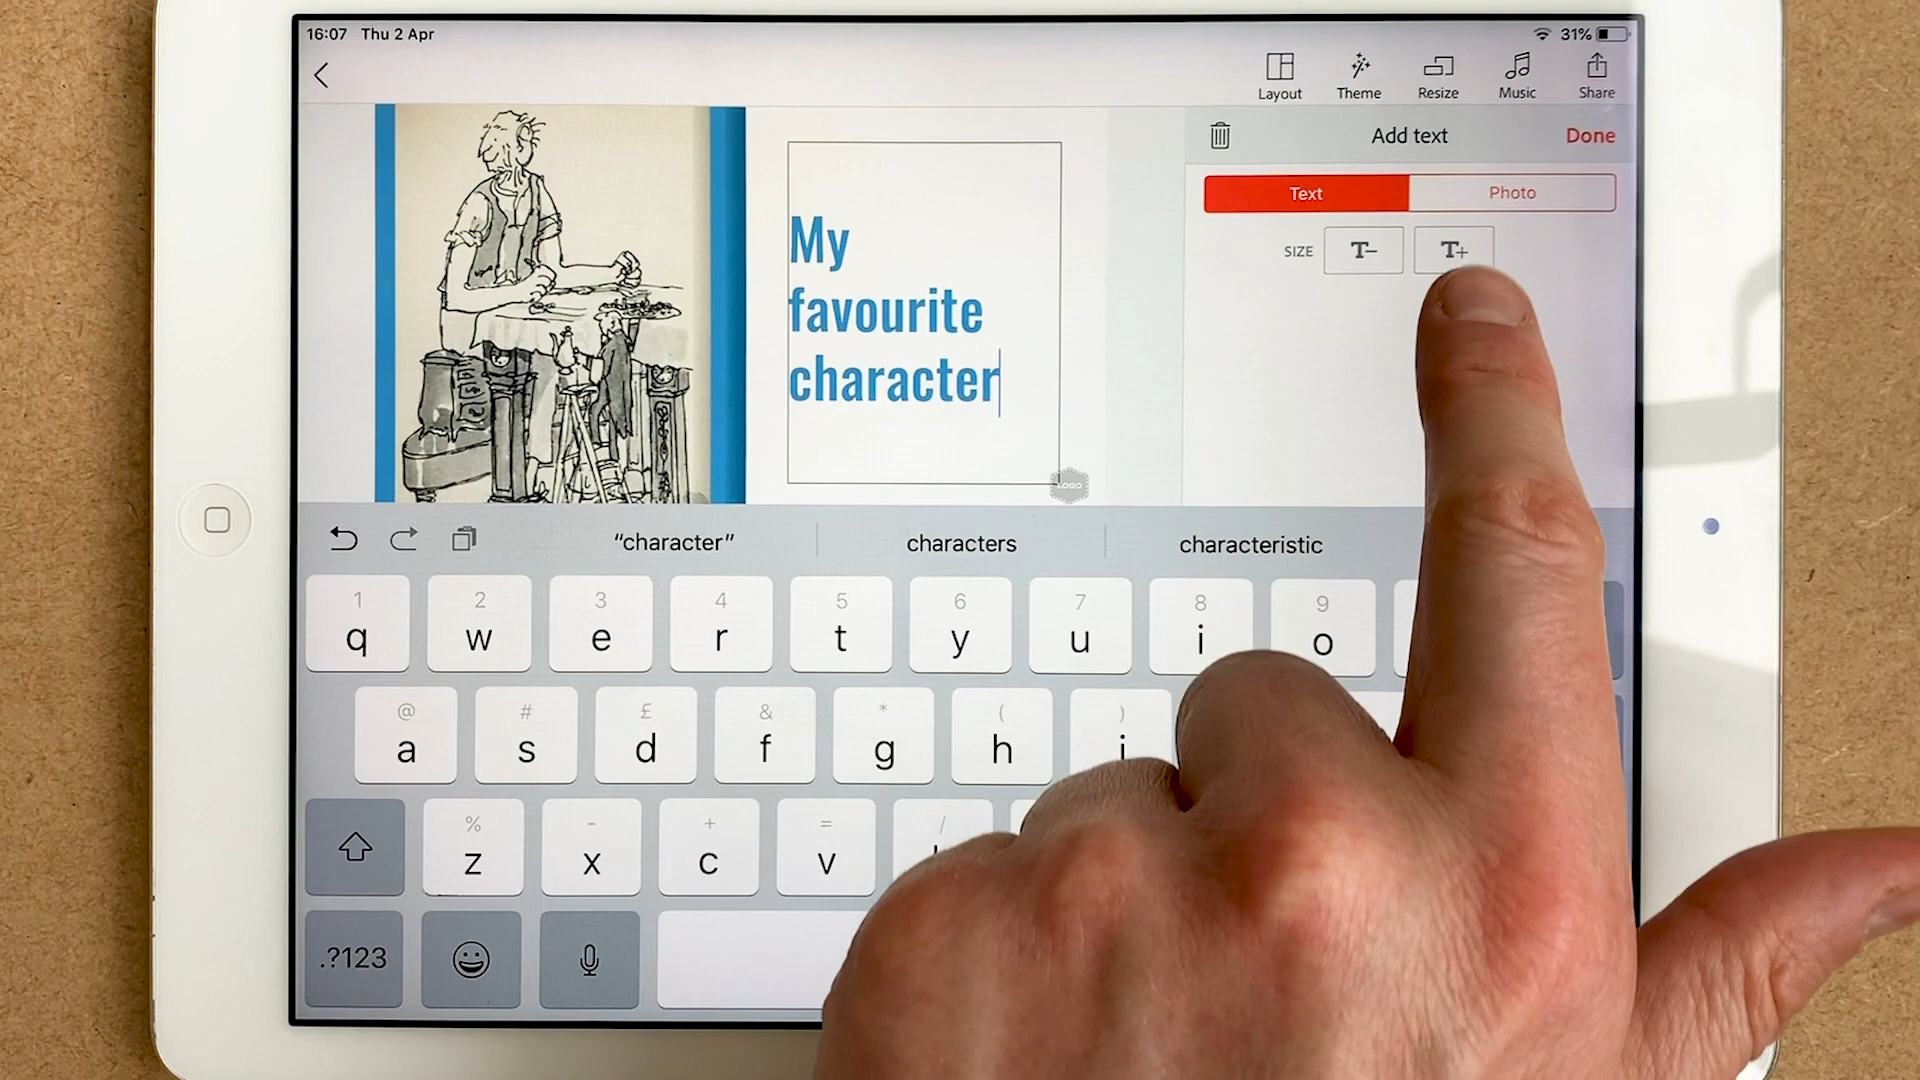 16:07 Thu 2 Apr 31%
Layout Theme Resize Music Share
Add text Done
Text Photo
SIZE T- T+
My
favourite
character
LOGO
“character” characters characteristic
1 2 3 4 5 6 7 8 9
q w e r t y u i o
@ # £ & * ( )
a s d f g h j
% - + = /
z x c v
.?123